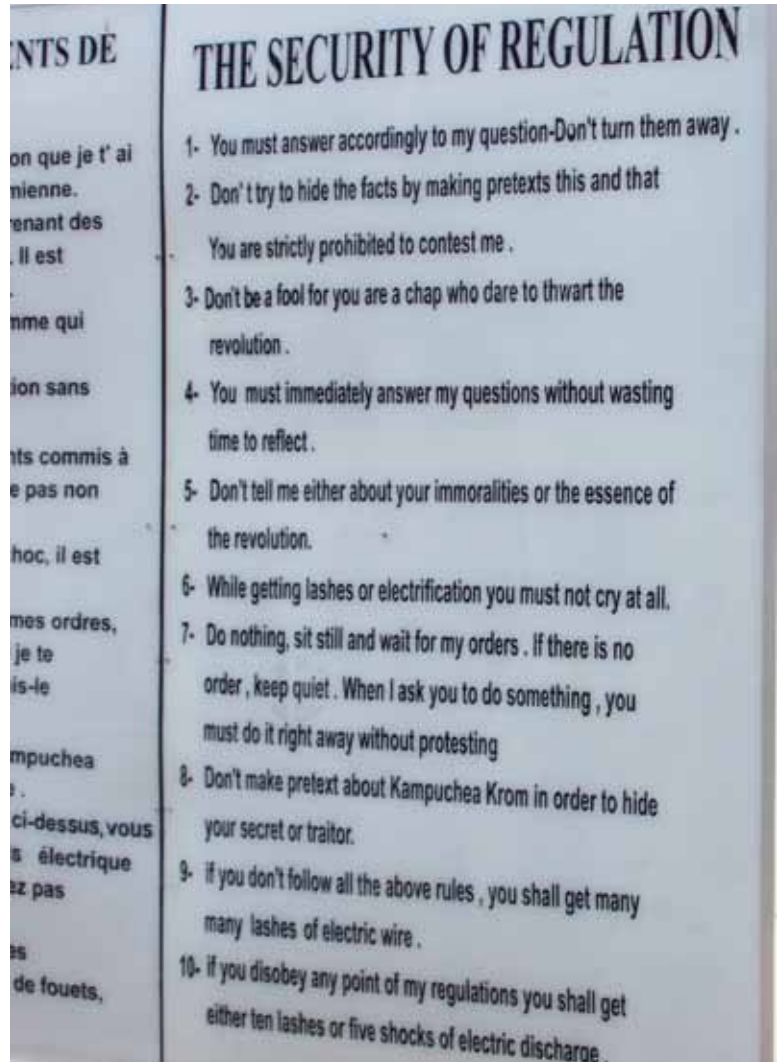 NTS DE
on que je t' ai
mienne.
enant des
. Il est
.
mme qui
ion sans
ts commis à
e pas non
hoc, il est
mes ordres,
je te
is-le
mpuchea
.
ci-dessus, vous
s électrique
ez pas
es
de fouets,
THE SECURITY OF REGULATION
1- You must answer accordingly to my question-Don't turn them away .
2- Don' t try to hide the facts by making pretexts this and that
You are strictly prohibited to contest me .
3- Don't be a fool for you are a chap who dare to thwart the
revolution .
4- You must immediately answer my questions without wasting
time to reflect .
5- Don't tell me either about your immoralities or the essence of
the revolution.
6- While getting lashes or electrification you must not cry at all.
7- Do nothing, sit still and wait for my orders . If there is no
order , keep quiet . When I ask you to do something , you
must do it right away without protesting
8- Don't make pretext about Kampuchea Krom in order to hide
your secret or traitor.
9- if you don't follow all the above rules , you shall get many
many lashes of electric wire .
10- if you disobey any point of my regulations you shall get
either ten lashes or five shocks of electric discharge .